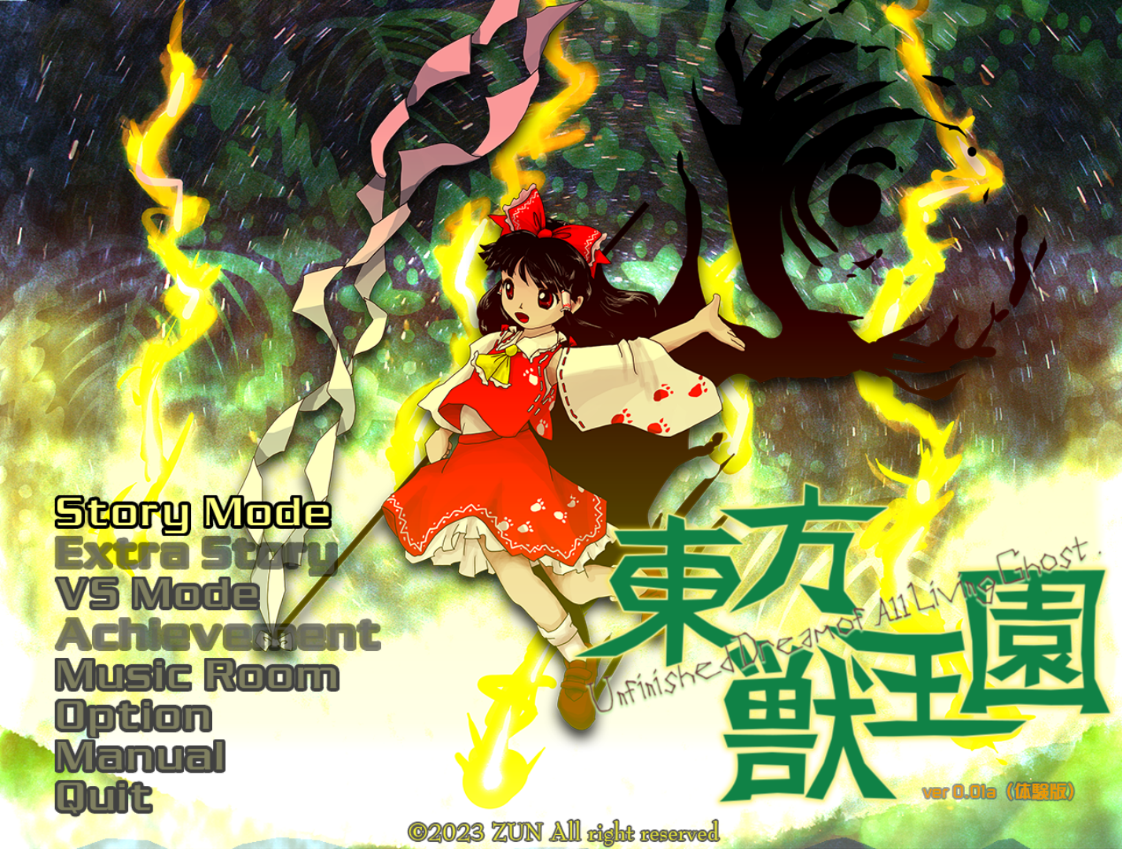 Story Mode
Extra Story
VS Mode
Achievement
Music Room
Option
Manual
Quit
東方
獣王園
Unfinished Dream of All Living Ghost.
ver 0.01a（体験版）
©2023 ZUN All right reserved